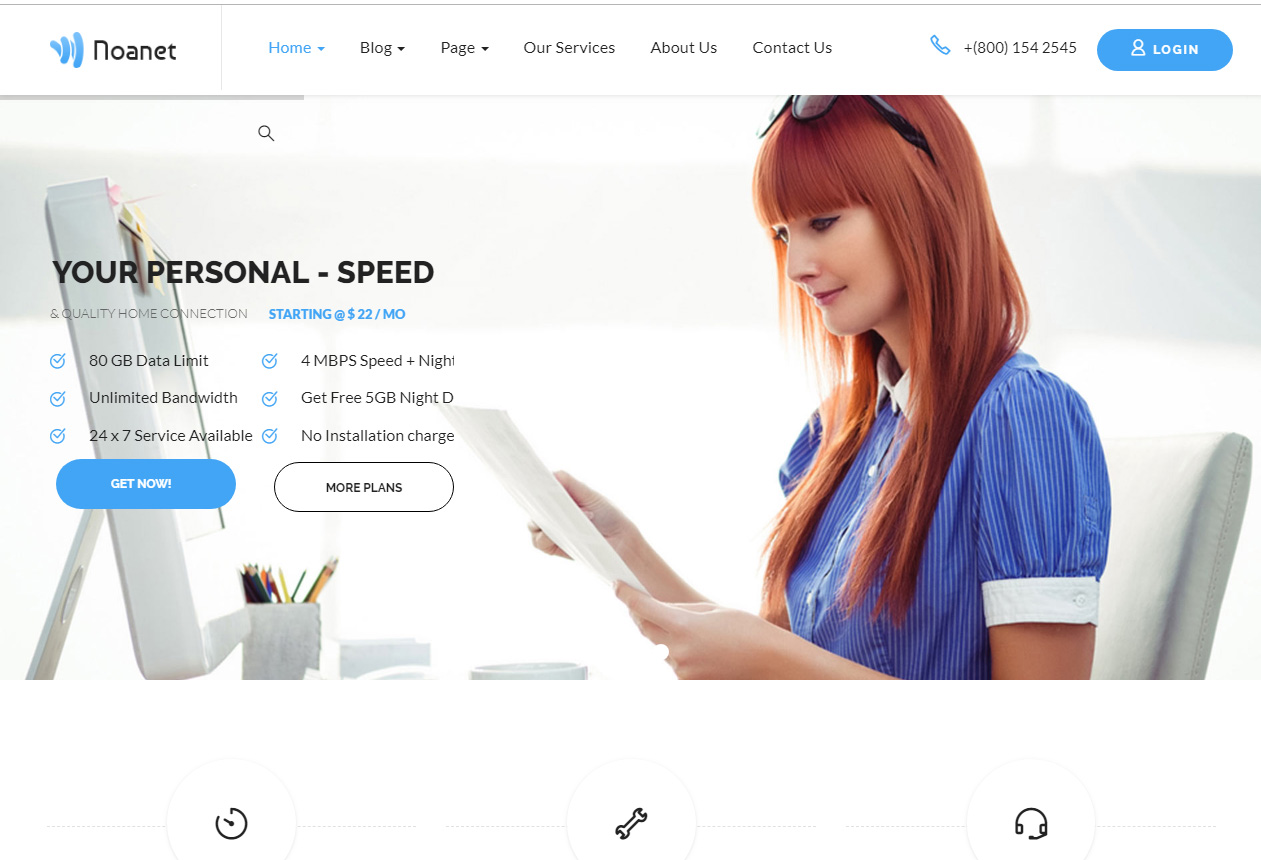 Noanet
Home Blog Page Our Services About Us Contact Us +(800) 154 2545 LOGIN
YOUR PERSONAL - SPEED
& QUALITY HOME CONNECTION STARTING @ $ 22 / MO
80 GB Data Limit 4 MBPS Speed + Night
Unlimited Bandwidth Get Free 5GB Night D
24 x 7 Service Available No Installation charge
GET NOW! MORE PLANS